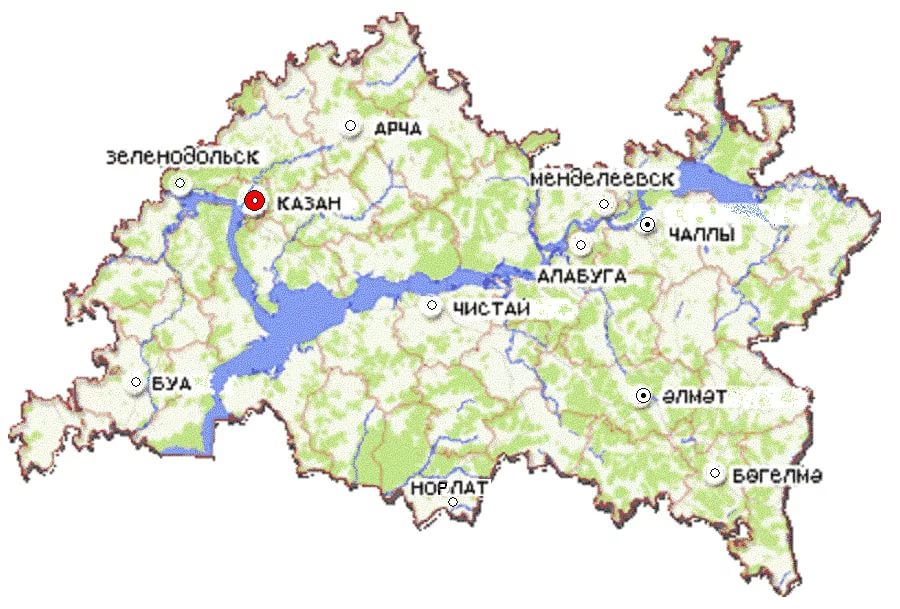 АРЧА
зеленодольск
менделеевск
КАЗАН
ЧАЛЛЫ
АЛАБУГА
ЧИСТАЙ
БУА
ӘЛМӘТ
БӨГЕЛМӘ
НОРЛАТ